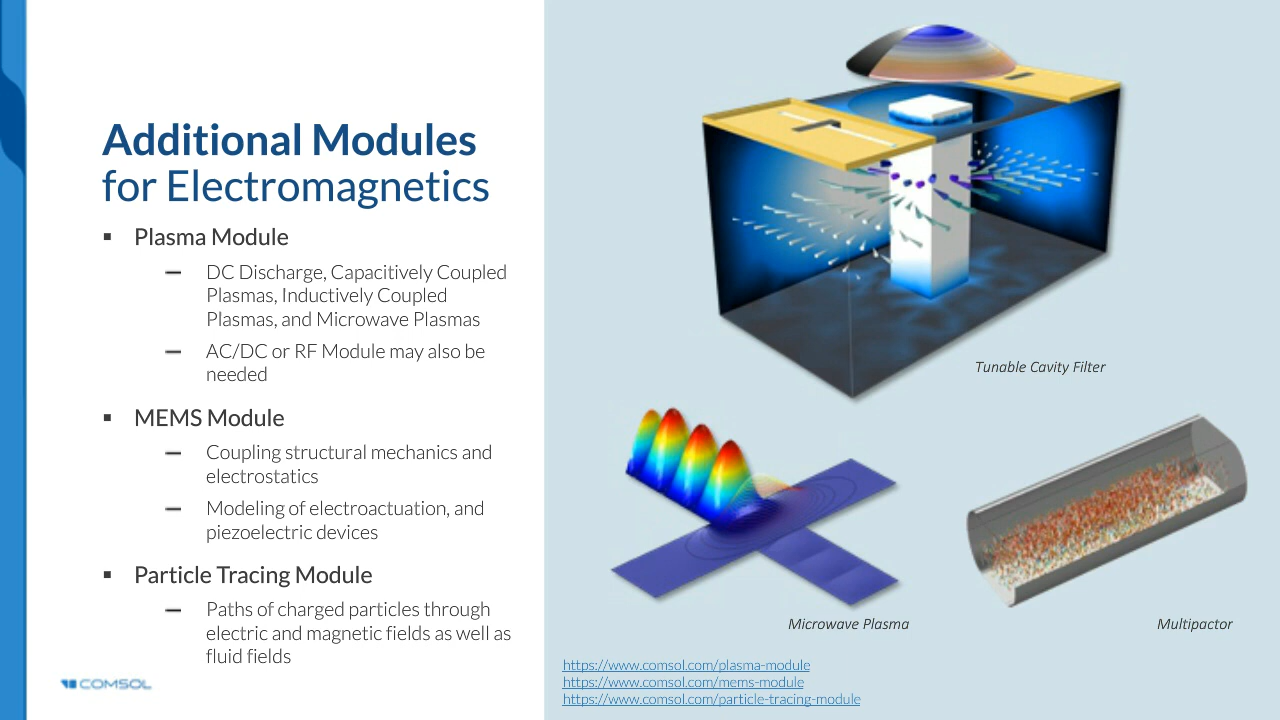 Additional Modules
for Electromagnetics
▪ Plasma Module
— DC Discharge, Capacitively Coupled
Plasmas, Inductively Coupled
Plasmas, and Microwave Plasmas
— AC/DC or RF Module may also be
needed
▪ MEMS Module
— Coupling structural mechanics and
electrostatics
— Modeling of electroactuation, and
piezoelectric devices
▪ Particle Tracing Module
— Paths of charged particles through
electric and magnetic fields as well as
fluid fields
COMSOL
Tunable Cavity Filter
Microwave Plasma
Multipactor
https://www.comsol.com/plasma-module
https://www.comsol.com/mems-module
https://www.comsol.com/particle-tracing-module